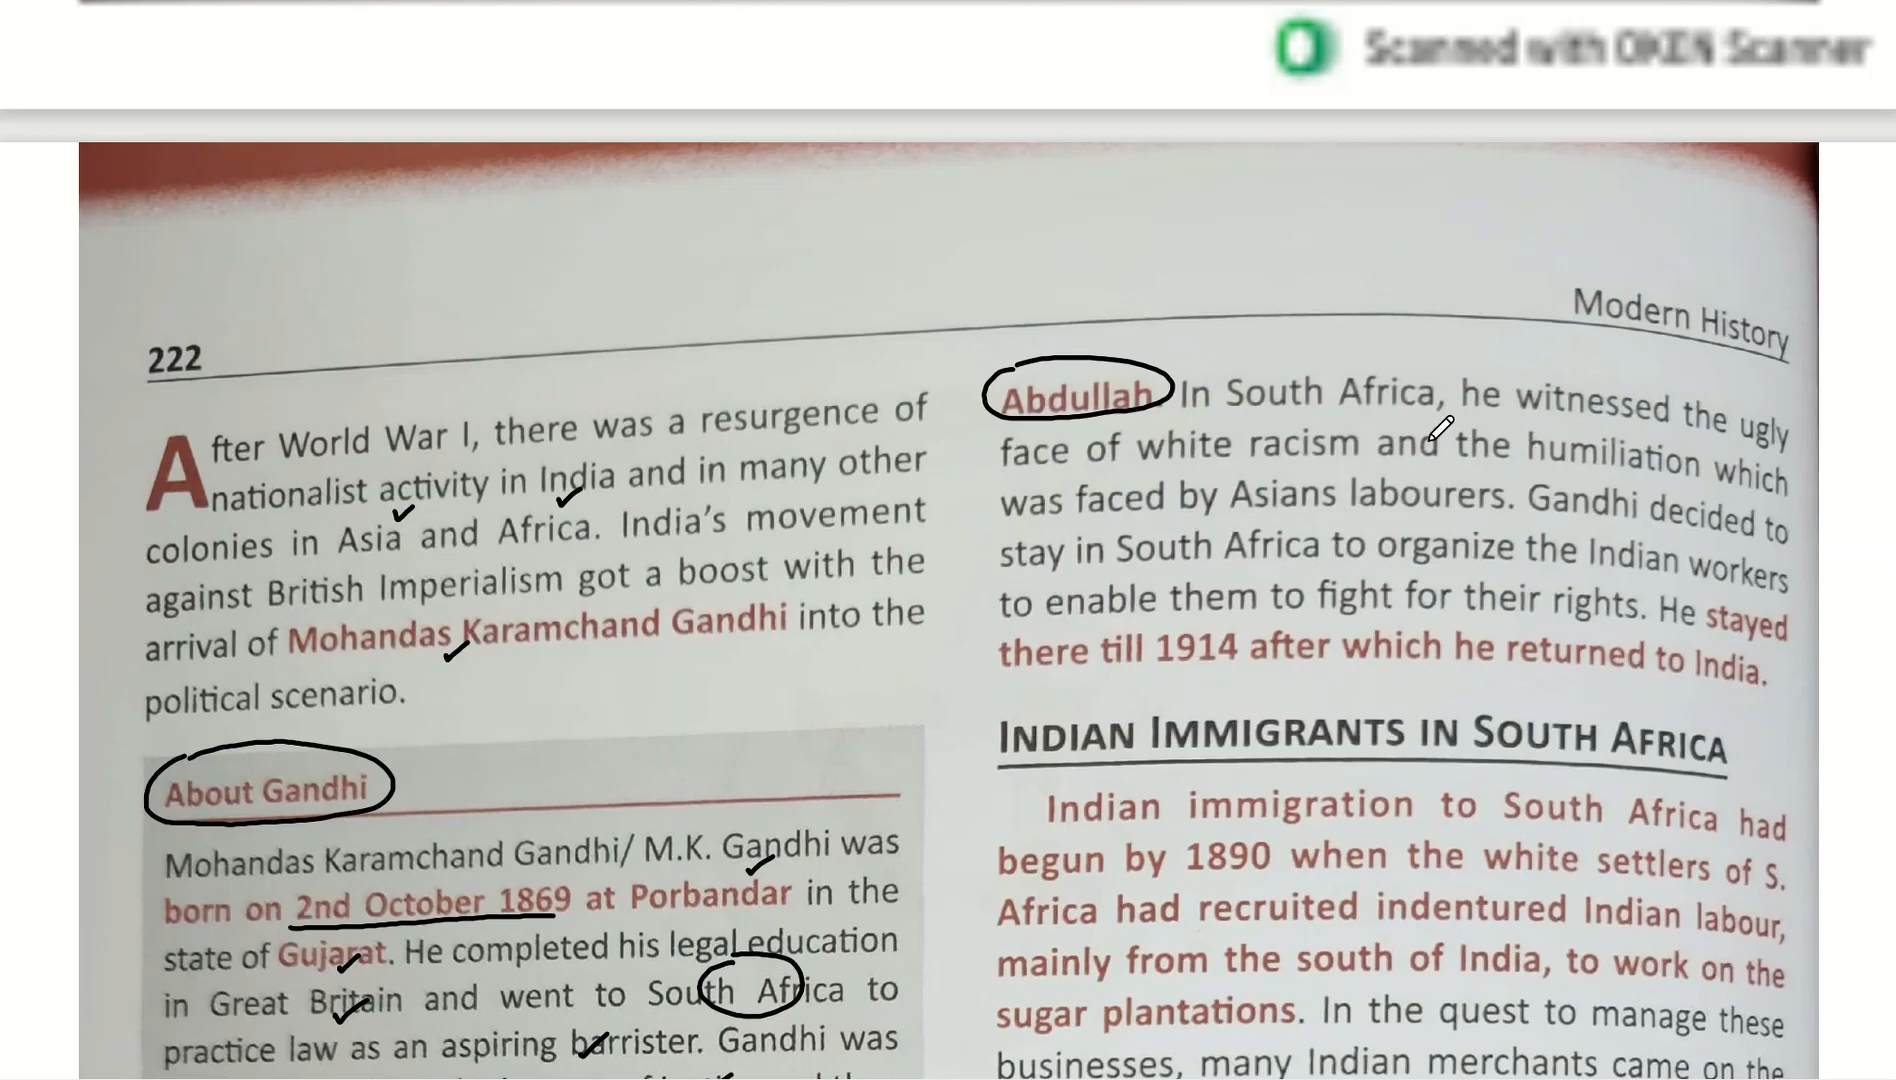 Scanned with OKEN Scanner
222
Modern History
After World War I, there was a resurgence of
nationalist activity in India and in many other
colonies in Asia and Africa. India's movement
against British Imperialism got a boost with the
arrival of Mohandas Karamchand Gandhi into the
political scenario.
About Gandhi
Mohandas Karamchand Gandhi/ M.K. Gandhi was
born on 2nd October 1869 at Porbandar in the
state of Gujarat. He completed his legal education
in Great Britain and went to South Africa to
practice law as an aspiring barrister. Gandhi was
Abdullah. In South Africa, he witnessed the ugly
face of white racism and the humiliation which
was faced by Asians labourers. Gandhi decided to
stay in South Africa to organize the Indian workers
to enable them to fight for their rights. He stayed
there till 1914 after which he returned to India.
INDIAN IMMIGRANTS IN SOUTH AFRICA
Indian immigration to South Africa had
begun by 1890 when the white settlers of S.
Africa had recruited indentured Indian labour,
mainly from the south of India, to work on the
sugar plantations. In the quest to manage these
businesses, many Indian merchants came on the